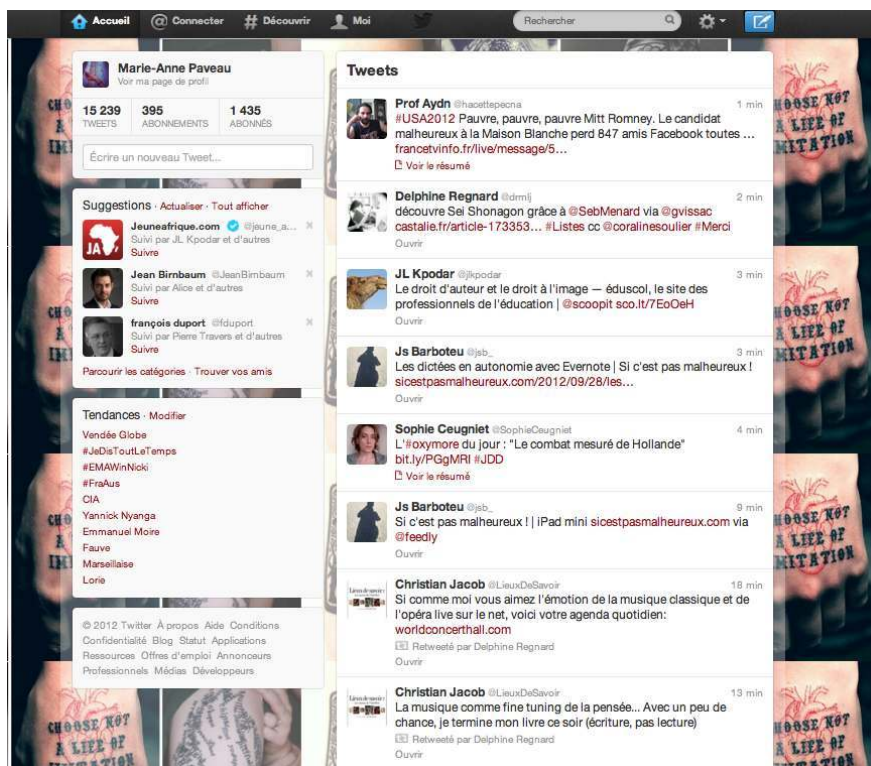 Accueil @ Connecter # Découvrir Moi Rechercher
Marie-Anne Paveau
Voir ma page de profil
15 239 395 1 435
TWEETS ABONNEMENTS ABONNÉS
Écrire un nouveau Tweet...
Suggestions · Actualiser · Tout afficher
Jeuneafrique.com @jeune_a...
Suivi par JL Kpodar et d'autres
Suivre
JA
Jean Birnbaum @JeanBirnbaum
Suivi par Alice et d'autres
Suivre
françois duport @fduport
Suivi par Pierre Travers et d'autres
Suivre
Parcourir les catégories · Trouver vos amis
Tendances · Modifier
Vendée Globe
#JeDisToutLeTemps
#EMAWinNicki
#FraAus
CIA
Yannick Nyanga
Emmanuel Moire
Fauve
Marseillaise
Lorie
© 2012 Twitter À propos Aide Conditions
Confidentialité Blog Statut Applications
Ressources Offres d'emploi Annonceurs
Professionnels Médias Développeurs
Tweets
Prof Aydn @hacettepecna 1 min
#USA2012 Pauvre, pauvre, pauvre Mitt Romney. Le candidat
malheureux à la Maison Blanche perd 847 amis Facebook toutes ...
francetvinfo.fr/live/message/5...
Voir le résumé
Delphine Regnard @drmlj 2 min
découvre Sei Shonagon grâce à @SebMenard via @gvissac
castalie.fr/article-173353... #Listes cc @coralinesoulier #Merci
Ouvrir
JL Kpodar @jlkpodar 3 min
Le droit d'auteur et le droit à l'image — éduscol, le site des
professionnels de l'éducation | @scoopit sco.lt/7EoOeH
Ouvrir
Js Barboteu @jsb_ 3 min
Les dictées en autonomie avec Evernote | Si c'est pas malheureux !
sicestpasmalheureux.com/2012/09/28/les...
Ouvrir
Sophie Ceugniet @SophieCeugniet 4 min
L'#oxymore du jour : "Le combat mesuré de Hollande"
bit.ly/PGgMRI #JDD
Voir le résumé
Js Barboteu @jsb_ 9 min
Si c'est pas malheureux ! | iPad mini sicestpasmalheureux.com via
@feedly
Ouvrir
Christian Jacob @LieuxDeSavoir 18 min
Si comme moi vous aimez l'émotion de la musique classique et de
l'opéra live sur le net, voici votre agenda quotidien:
worldconcerthall.com
Retweeté par Delphine Regnard
Ouvrir
Christian Jacob @LieuxDeSavoir 13 min
La musique comme fine tuning de la pensée... Avec un peu de
chance, je termine mon livre ce soir (écriture, pas lecture)
Retweeté par Delphine Regnard
Ouvrir
CHOOSE NOT
A LIFE OF
IMITATION